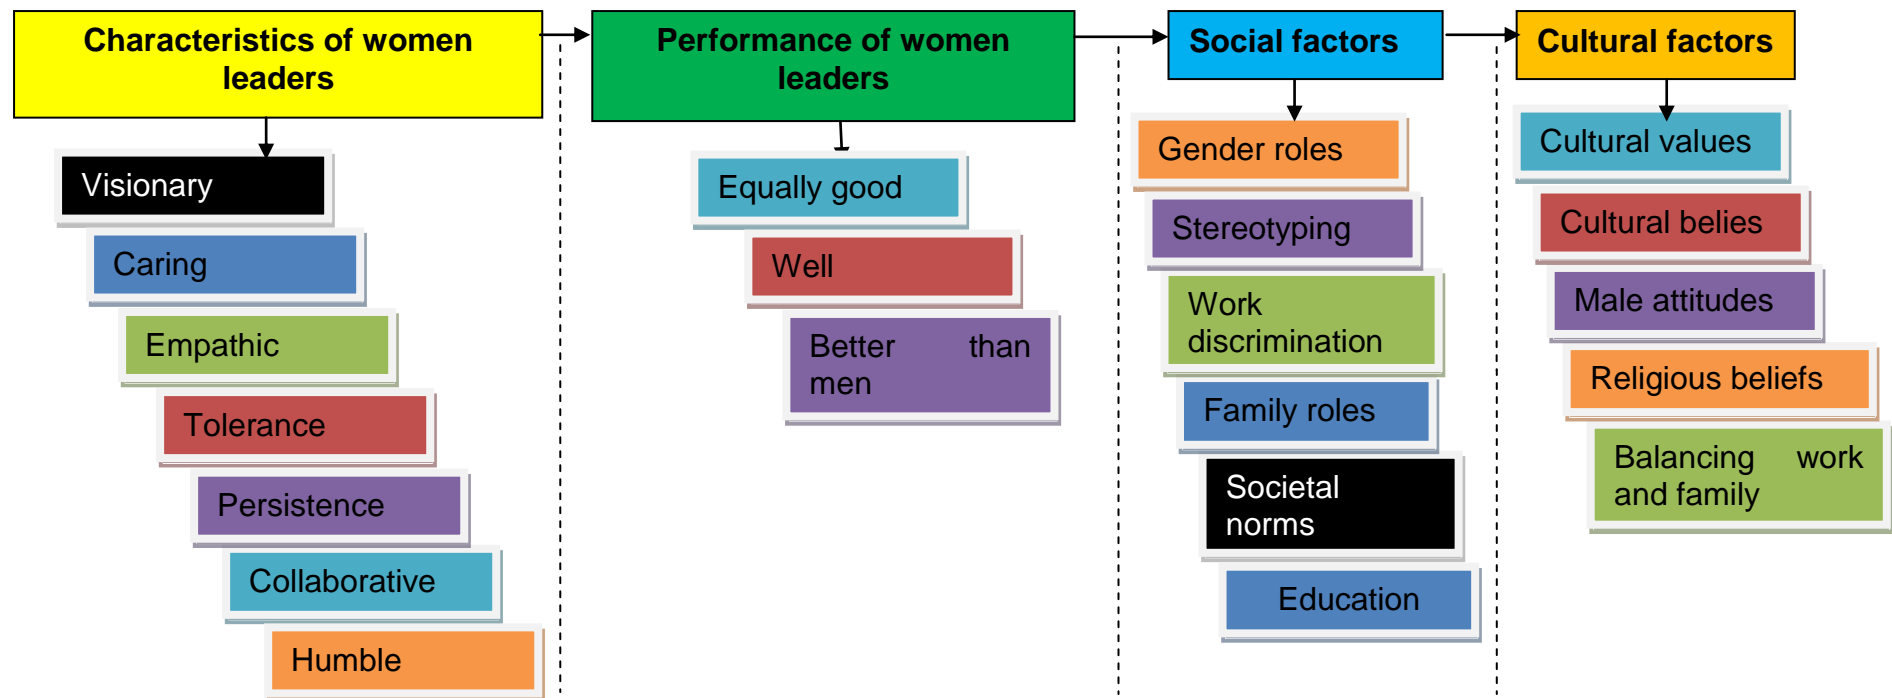 Characteristics of women
leaders
Visionary
Caring
Empathic
Tolerance
Persistence
Collaborative
Humble
Performance of women
leaders
Equally good
Well
Better than
men
Social factors
Gender roles
Stereotyping
Work
discrimination
Family roles
Societal
norms
Education
Cultural factors
Cultural values
Cultural belies
Male attitudes
Religious beliefs
Balancing work
and family